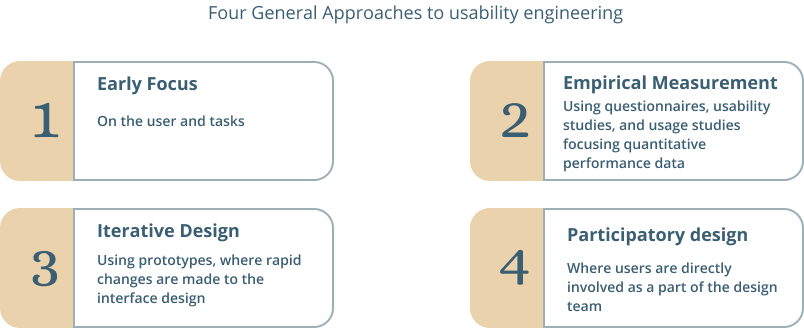 Four General Approaches to usability engineering
1
Early Focus
On the user and tasks
2
Empirical Measurement
Using questionnaires, usability
studies, and usage studies
focusing quantitative
performance data
3
Iterative Design
Using prototypes, where rapid
changes are made to the
interface design
4
Participatory design
Where users are directly
involved as a part of the design
team